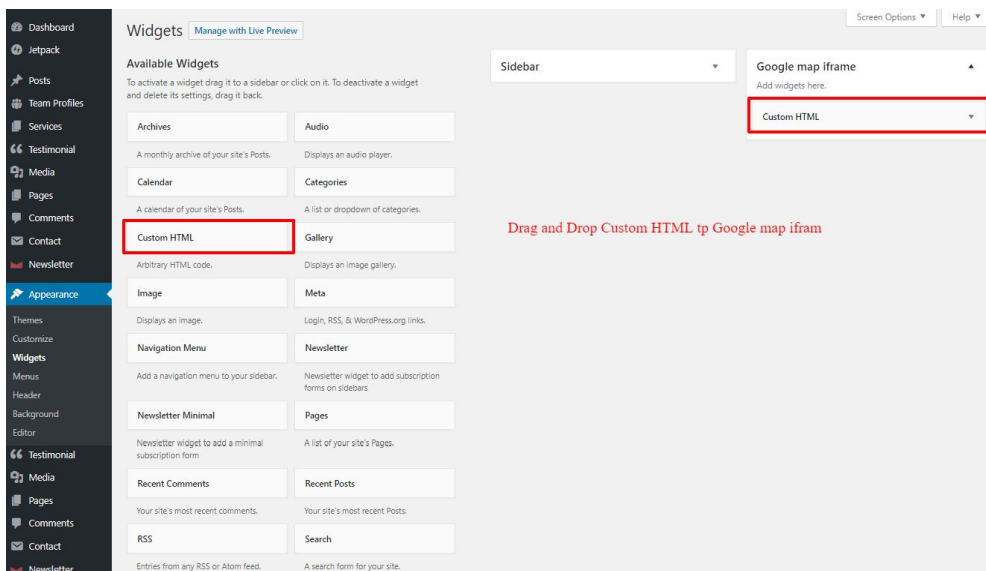 Screen Options ▼
Help ▼
Dashboard
Jetpack
Posts
Team Profiles
Services
Testimonial
Media
Pages
Comments
Contact
Newsletter
Appearance
Themes
Customize
Widgets
Menus
Header
Background
Editor
Testimonial
Media
Pages
Comments
Contact
Newsletter
Widgets
Manage with Live Preview
Available Widgets
To activate a widget drag it to a sidebar or click on it. To deactivate a widget
and delete its settings, drag it back.
Archives
A monthly archive of your site's Posts.
Audio
Displays an audio player.
Calendar
A calendar of your site's Posts.
Categories
A list or dropdown of categories.
Custom HTML
Arbitrary HTML code.
Gallery
Displays an image gallery.
Image
Displays an image.
Meta
Login, RSS, & WordPress.org links.
Navigation Menu
Add a navigation menu to your sidebar.
Newsletter
Newsletter widget to add subscription
forms on sidebars
Newsletter Minimal
Newsletter widget to add a minimal
subscription form
Pages
A list of your site's Pages.
Recent Comments
Your site's most recent comments.
Recent Posts
Your site's most recent Posts.
RSS
Entries from any RSS or Atom feed.
Search
A search form for your site.
Sidebar
Google map iframe
Add widgets here.
Custom HTML
Drag and Drop Custom HTML tp Google map ifram